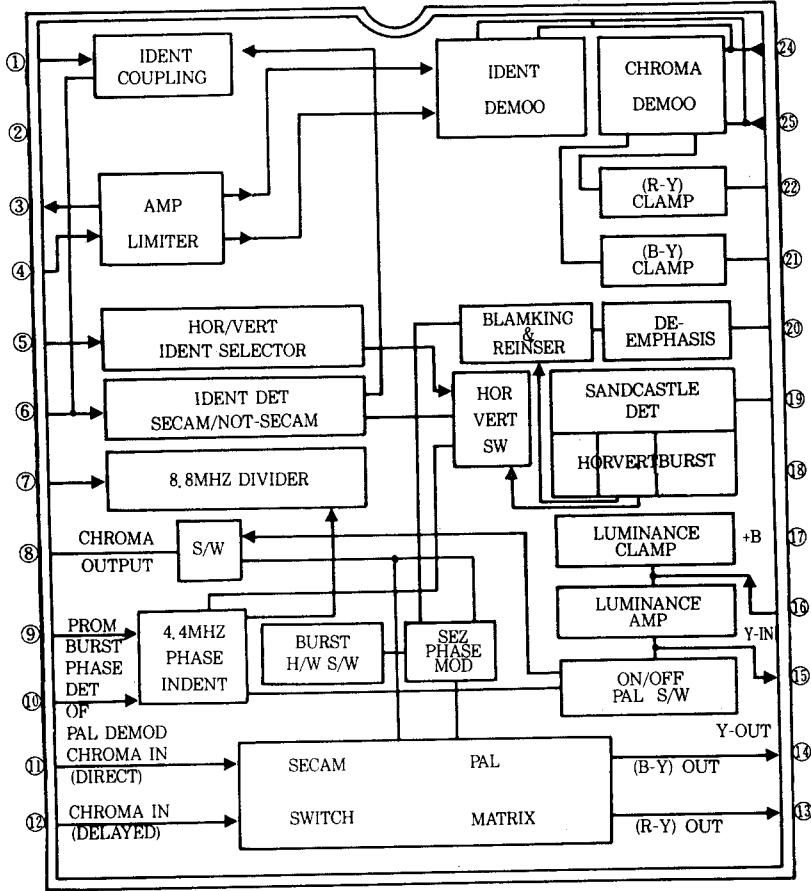 ①
IDENT
COUPLING
②
③
AMP
LIMITER
④
IDENT
DEMOO
CHROMA
DEMOO
㉔
㉕
(R-Y)
CLAMP
㉒
(B-Y)
CLAMP
㉑
⑤
HOR/VERT
IDENT SELECTOR
BLAMKING
&
REINSER
DE-
EMPHASIS
⑳
⑥
IDENT DET
SECAM/NOT-SECAM
HOR
VERT
SW
SANDCASTLE
DET
⑲
HOR
VERT
BURST
⑱
⑦
8.8MHZ DIVIDER
⑧
CHROMA
OUTPUT
S/W
LUMINANCE
CLAMP
+B
⑰
LUMINANCE
AMP
⑯
Y-IN
⑨
PROM
BURST
PHASE
DET
OF
PAL DEMOD
⑩
4.4MHZ
PHASE
INDENT
BURST
H/W S/W
SEZ
PHASE
MOD
ON/OFF
PAL S/W
⑮
Y-OUT
⑪
CHROMA IN
(DIRECT)
SECAM
PAL
(B-Y) OUT
⑭
⑫
CHROMA IN
(DELAYED)
SWITCH
MATRIX
(R-Y) OUT
⑬